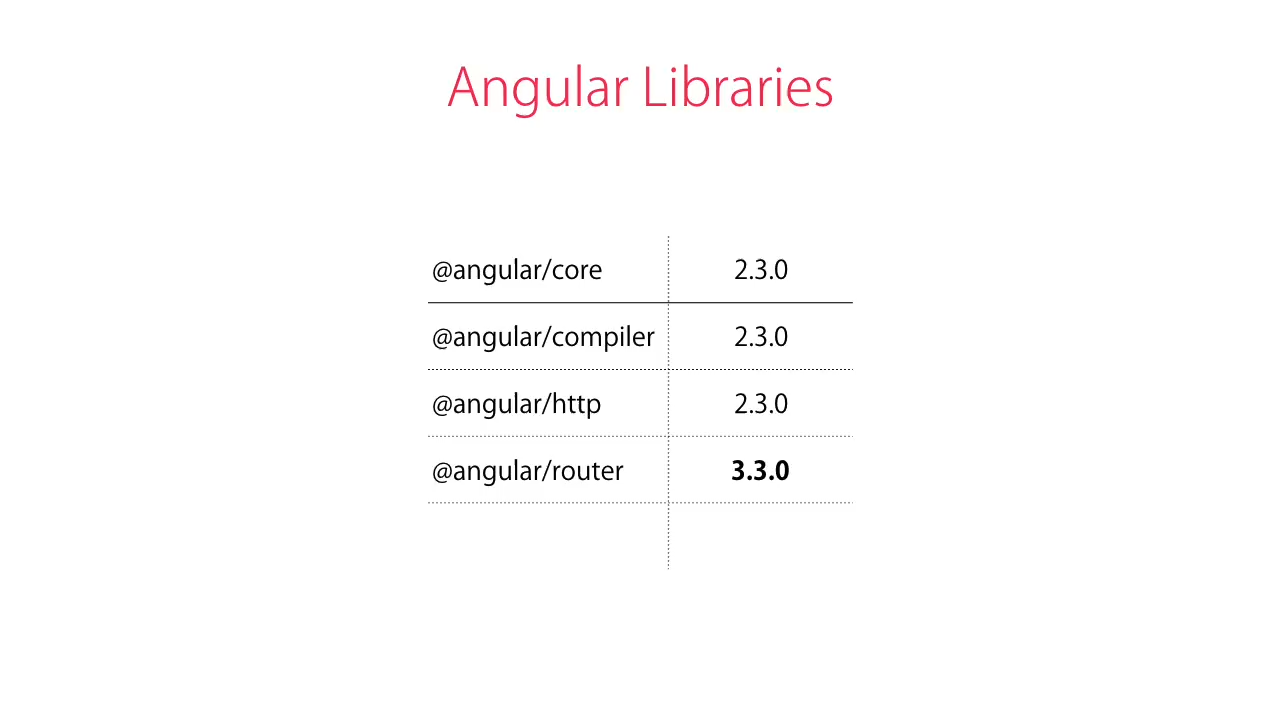 Angular Libraries
@angular/core 2.3.0
@angular/compiler 2.3.0
@angular/http 2.3.0
@angular/router 3.3.0